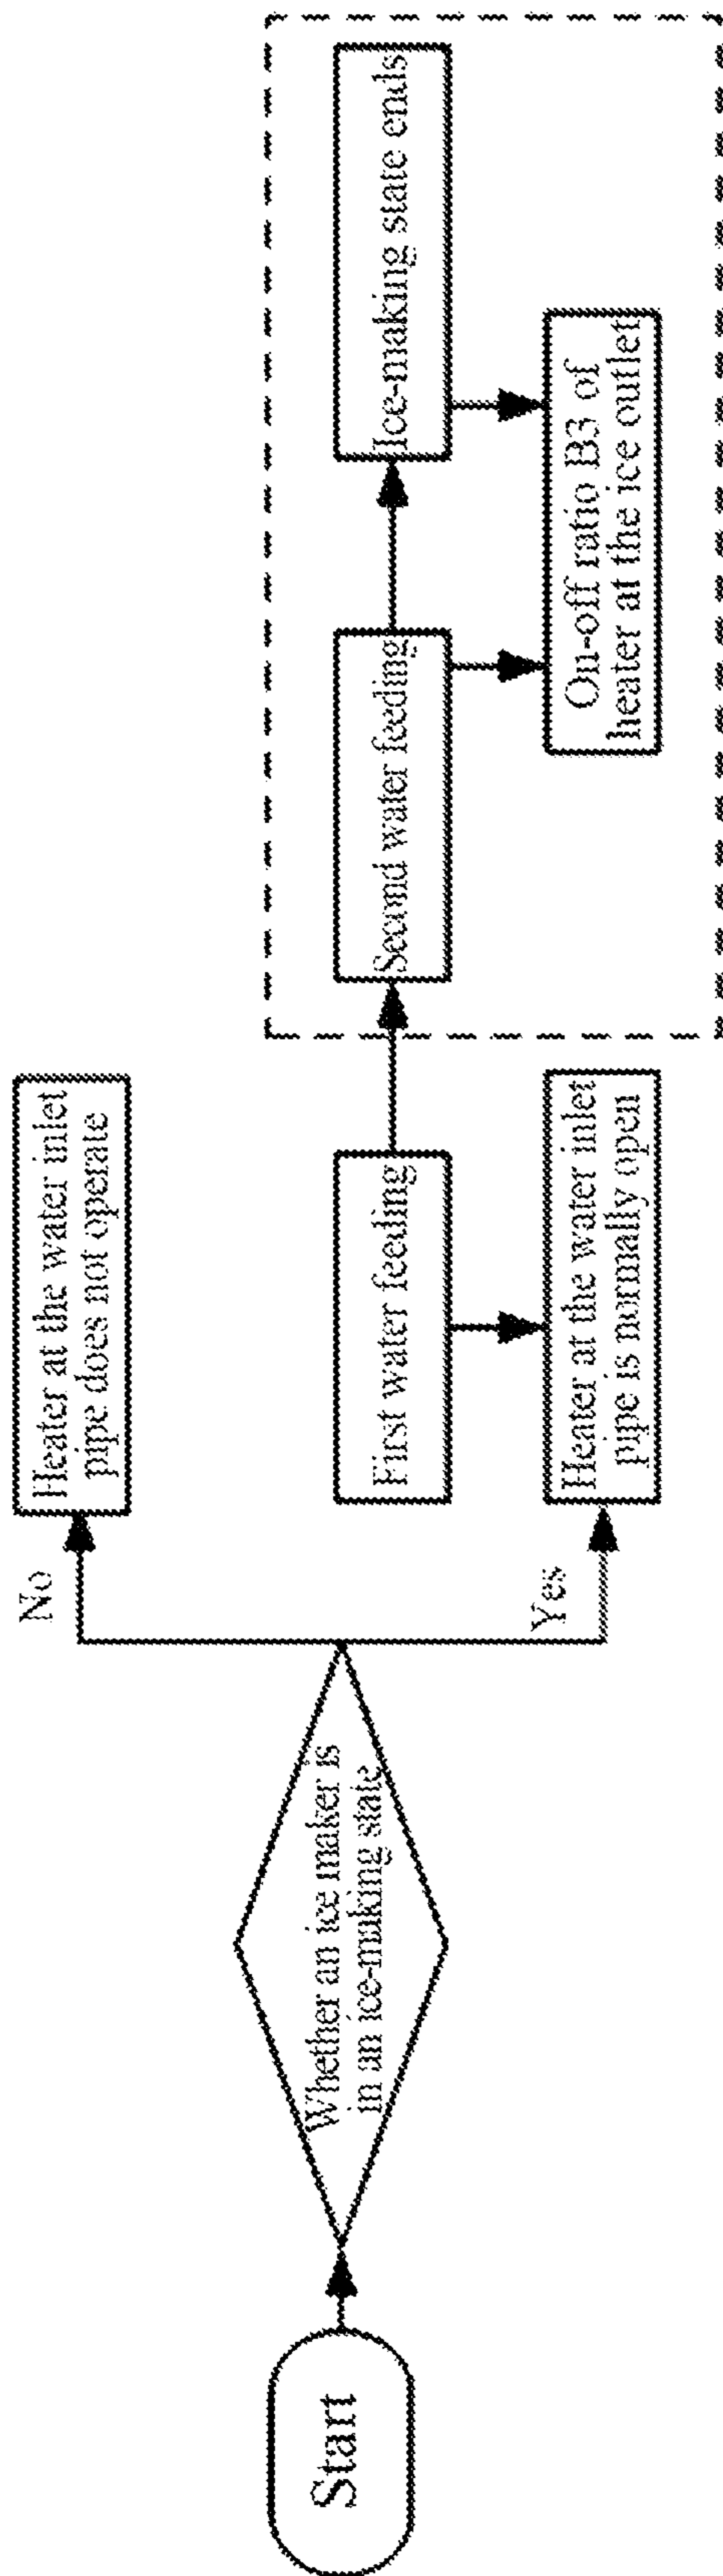 Start
Whether an ice maker is
in an ice-making state
No
Heater at the water inlet
pipe does not operate
Yes
Heater at the water inlet
pipe is normally open
First water feeding
Second water feeding
Ice-making state ends
On-off ratio B3 of
heater at the ice outlet